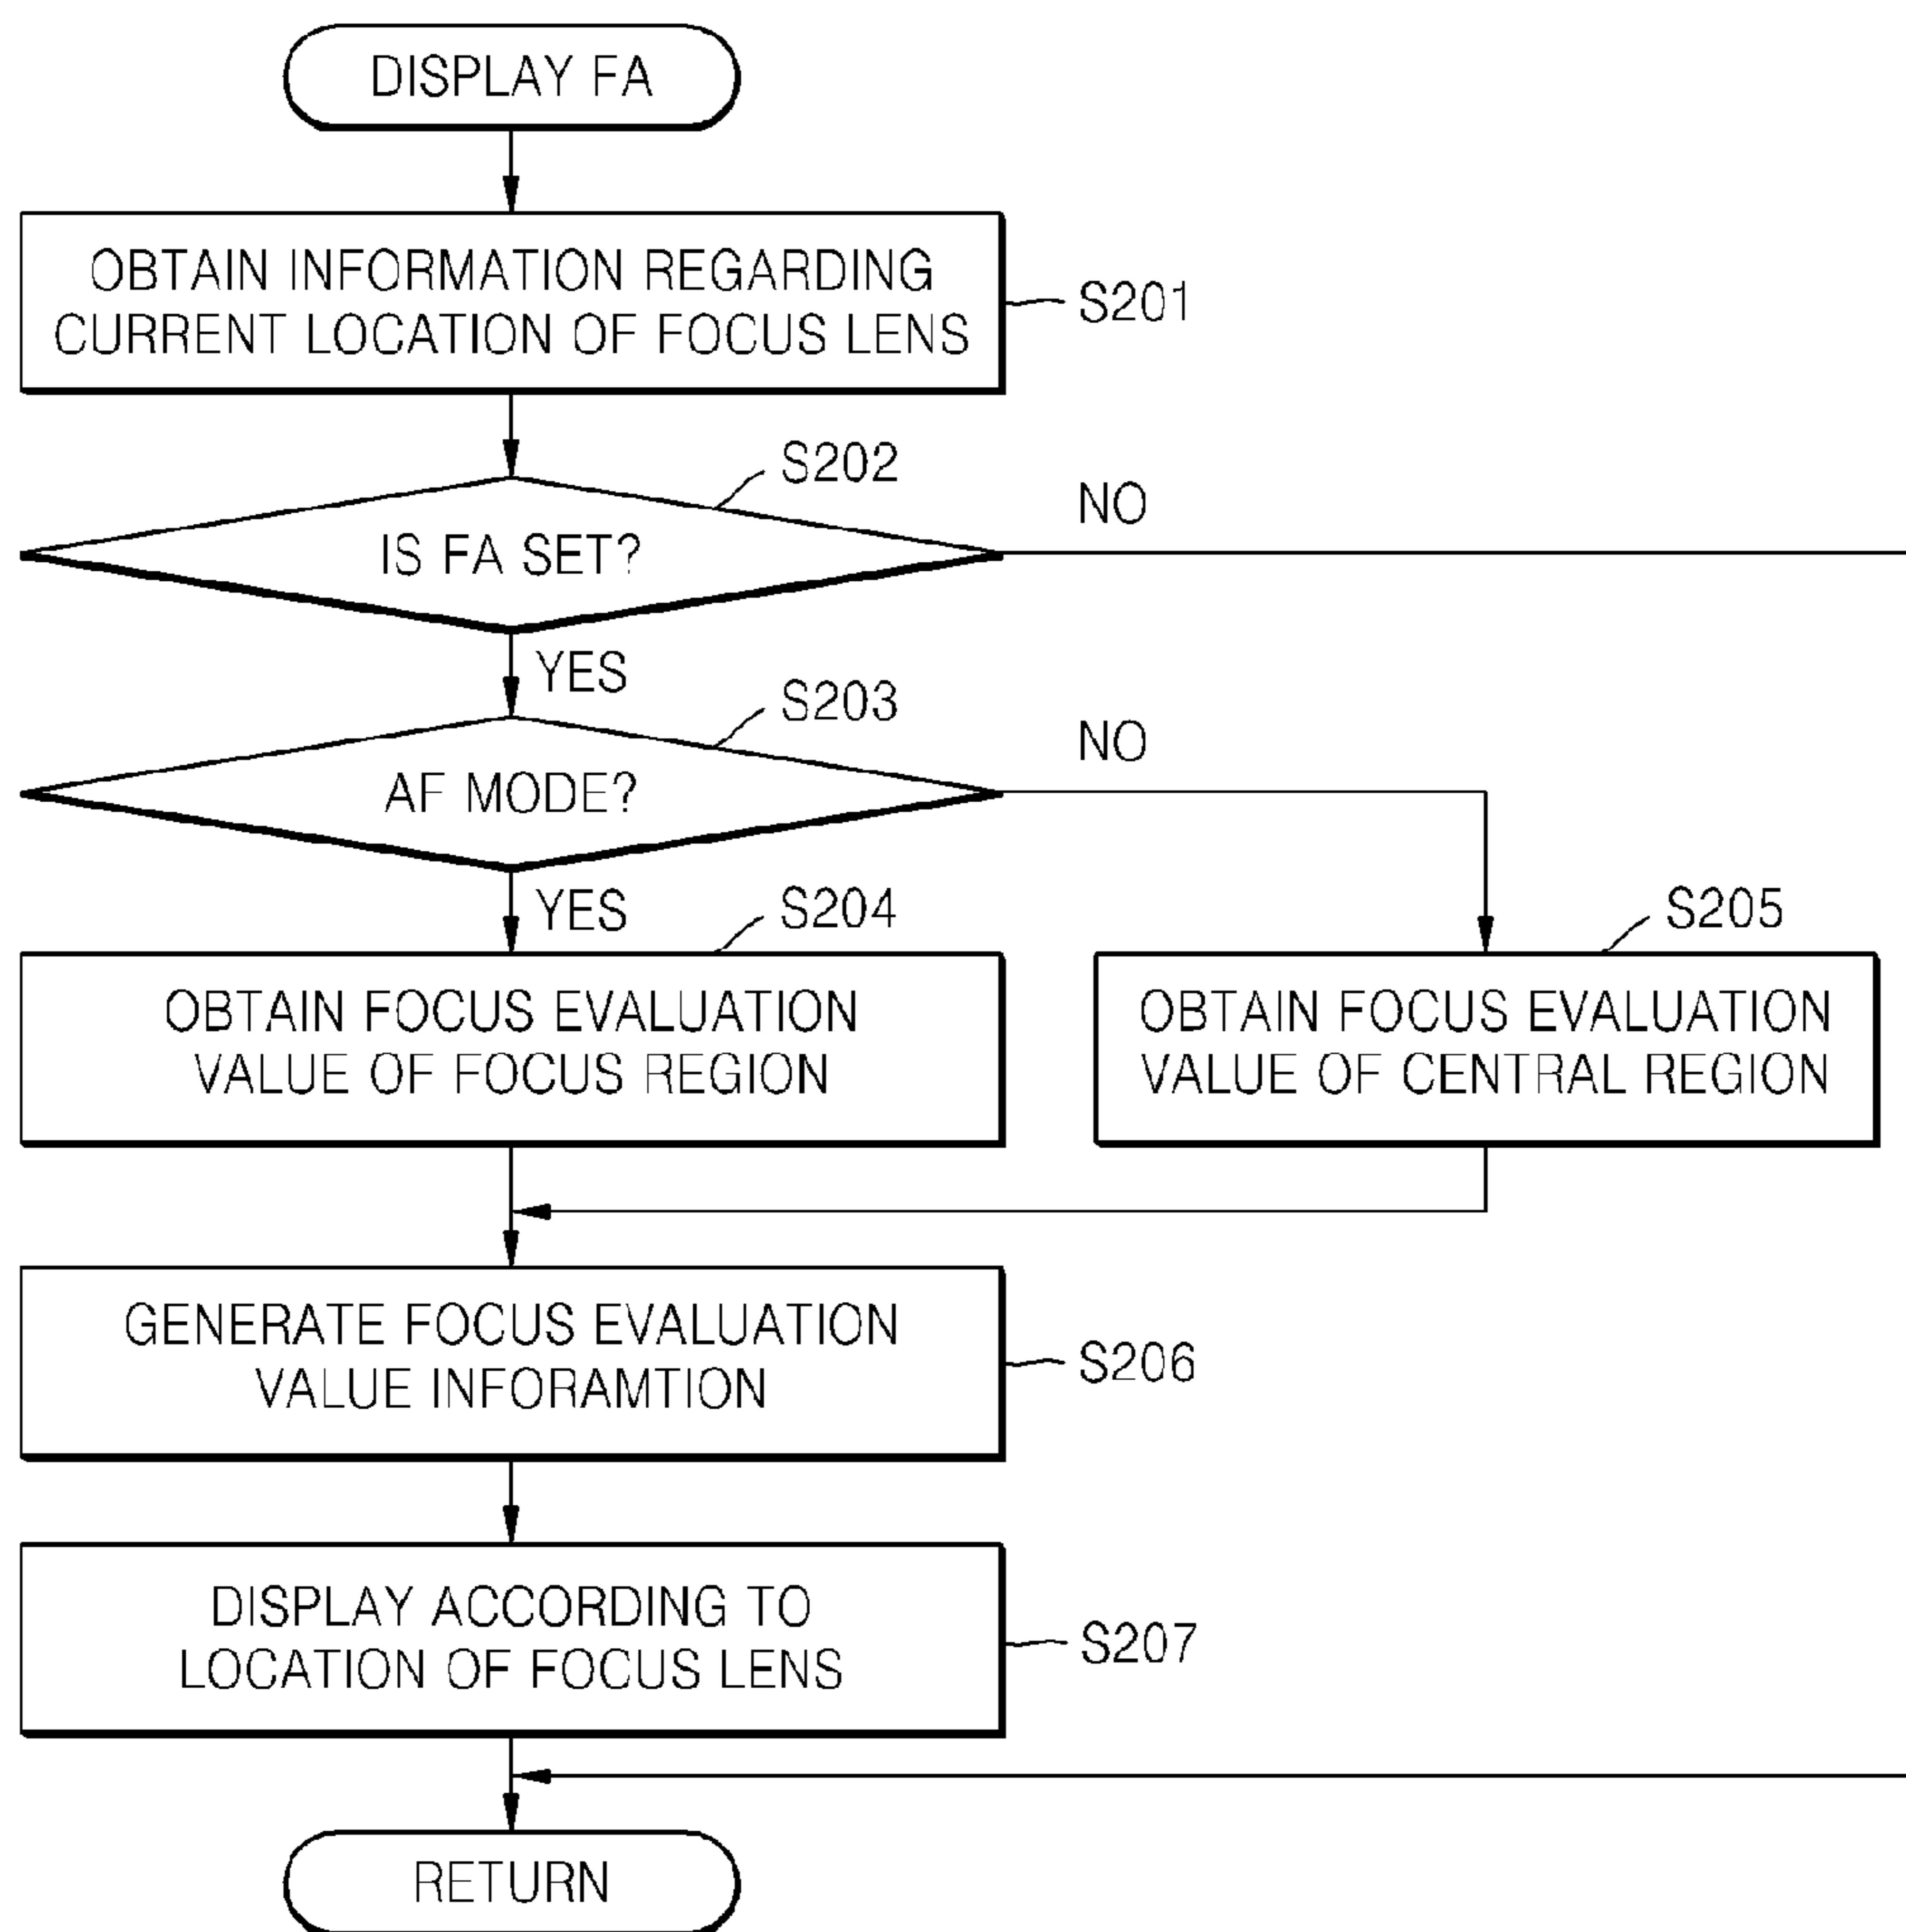 DISPLAY FA
OBTAIN INFORMATION REGARDING
CURRENT LOCATION OF FOCUS LENS
S201
S202
NO
IS FA SET?
YES
S203
NO
AF MODE?
YES
S204
S205
OBTAIN FOCUS EVALUATION
VALUE OF FOCUS REGION
OBTAIN FOCUS EVALUATION
VALUE OF CENTRAL REGION
GENERATE FOCUS EVALUATION
VALUE INFORAMTION
S206
DISPLAY ACCORDING TO
LOCATION OF FOCUS LENS
S207
RETURN